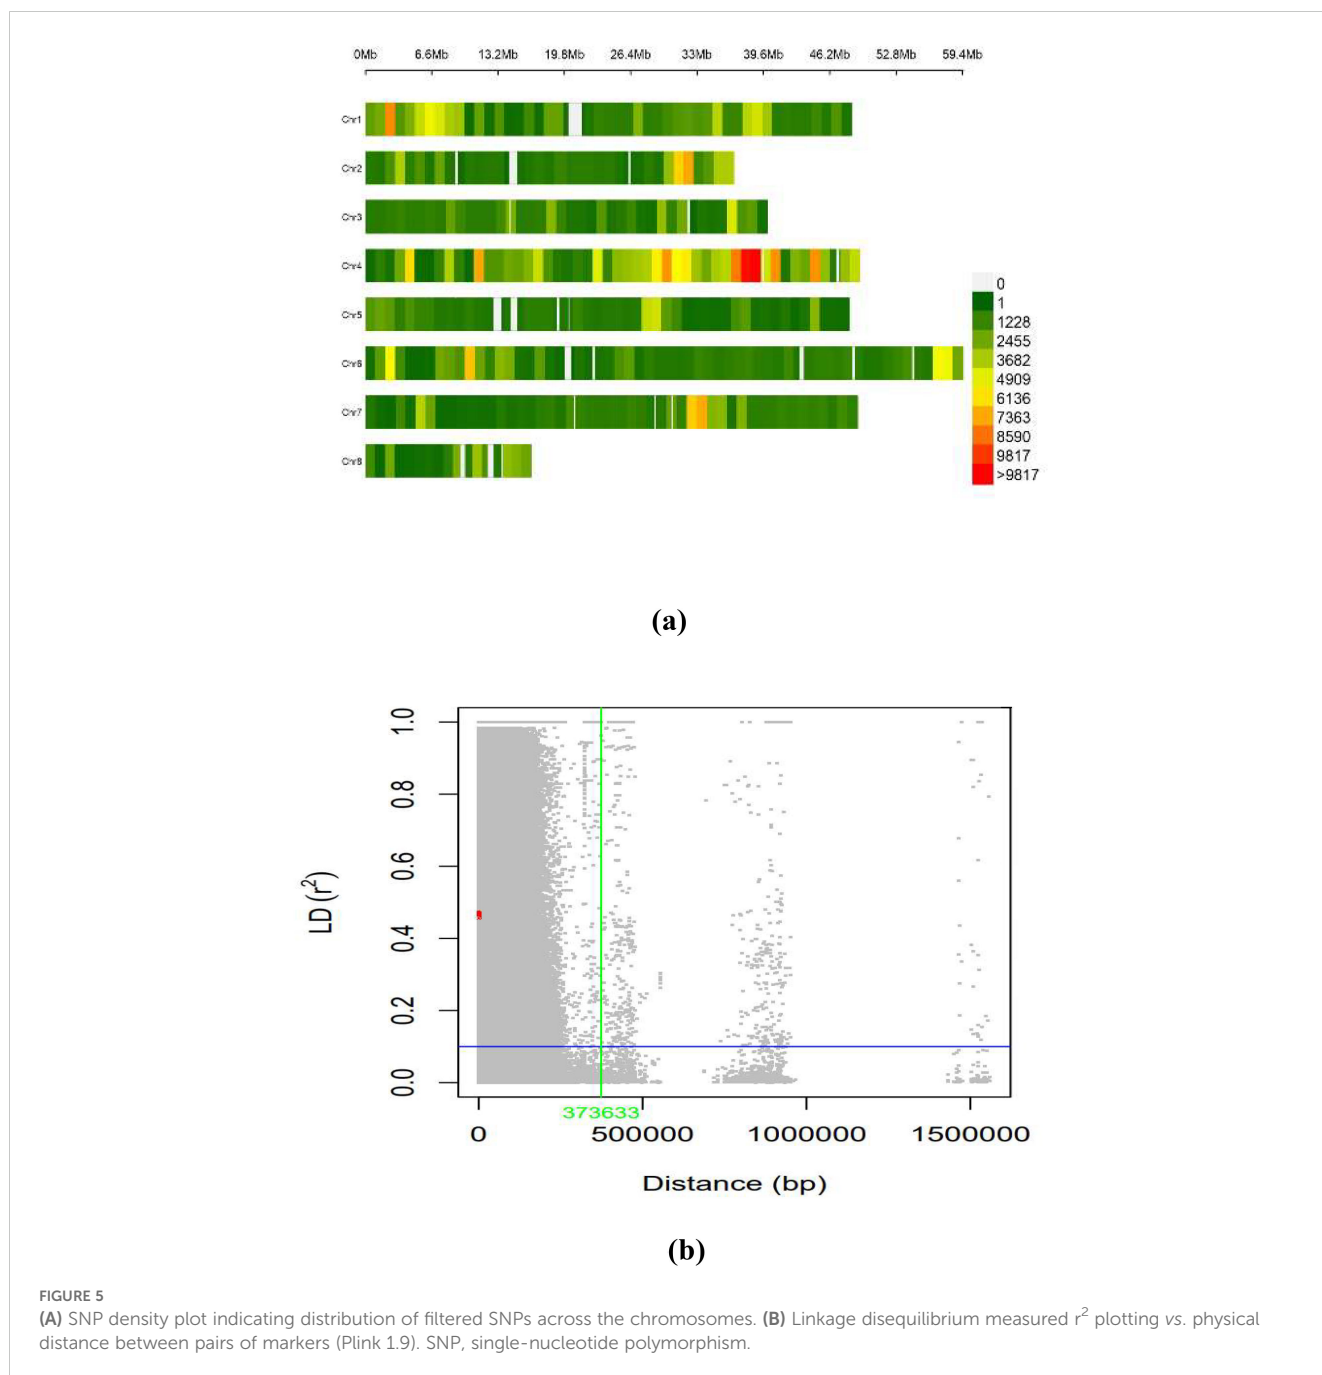 0Mb 6.6Mb 13.2Mb 19.8Mb 26.4Mb 33Mb 39.6Mb 46.2Mb 52.8Mb 59.4Mb
Chr1
Chr2
Chr3
Chr4
Chr5
Chr6
Chr7
Chr8
0
1
1228
2455
3682
4909
6136
7363
8590
9817
>9817
(a)
LD (r²)
1.0
0.8
0.6
0.4
0.2
0.0
373633
0 500000 1000000 1500000
Distance (bp)
(b)
FIGURE 5
(A) SNP density plot indicating distribution of filtered SNPs across the chromosomes. (B) Linkage disequilibrium measured r² plotting vs. physical
distance between pairs of markers (Plink 1.9). SNP, single-nucleotide polymorphism.